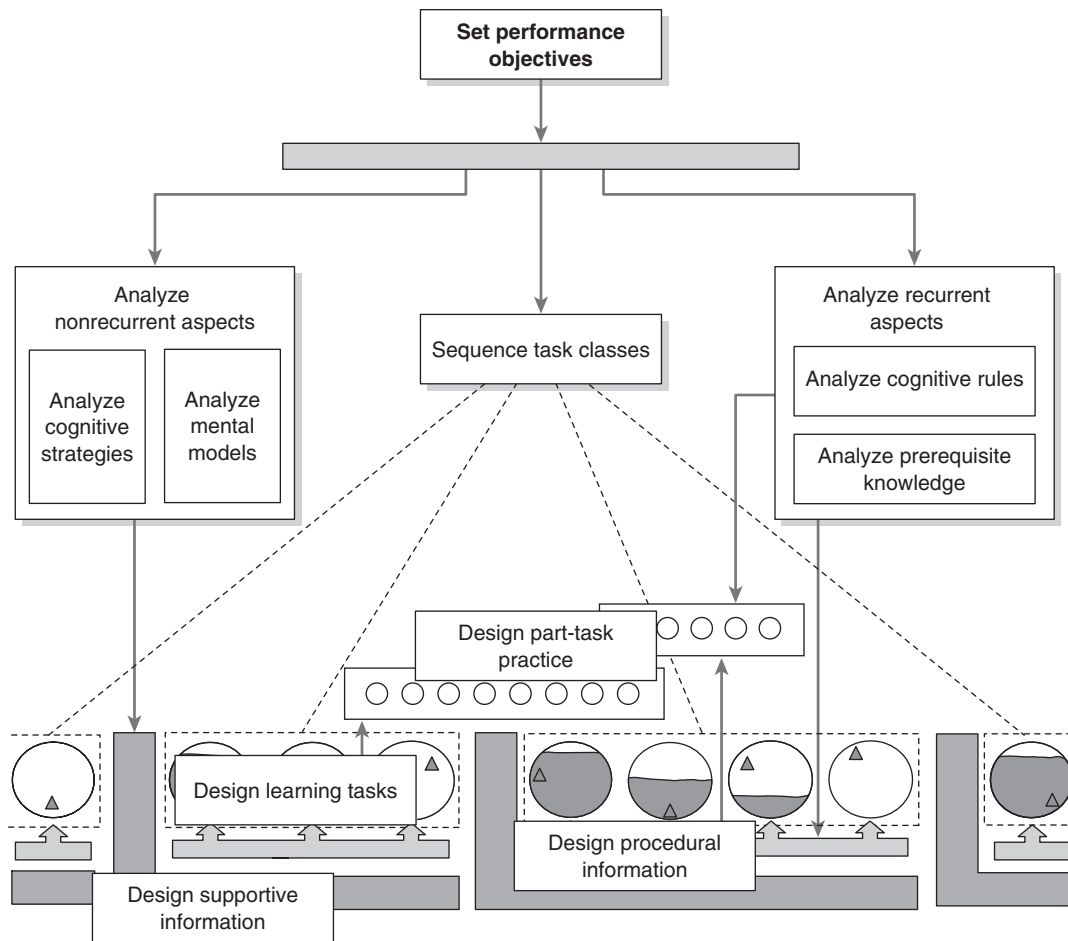 Set performance
objectives
Analyze
nonrecurrent aspects
Analyze
cognitive
strategies
Analyze
mental
models
Sequence task classes
Analyze recurrent
aspects
Analyze cognitive rules
Analyze prerequisite
knowledge
Design part-task
practice
Design learning tasks
Design procedural
information
Design supportive
information